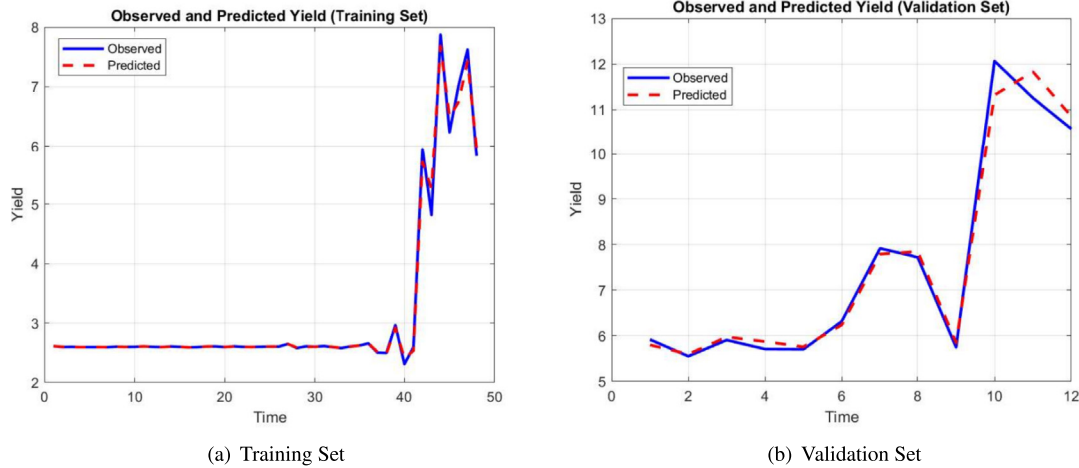 Observed and Predicted Yield (Training Set)
8
7
6
5
4
3
2
Yield
Observed
Predicted
0
10
20
30
40
50
Time
(a) Training Set
Observed and Predicted Yield (Validation Set)
13
12
11
10
9
8
7
6
5
Yield
Observed
Predicted
0
2
4
6
8
10
12
Time
(b) Validation Set